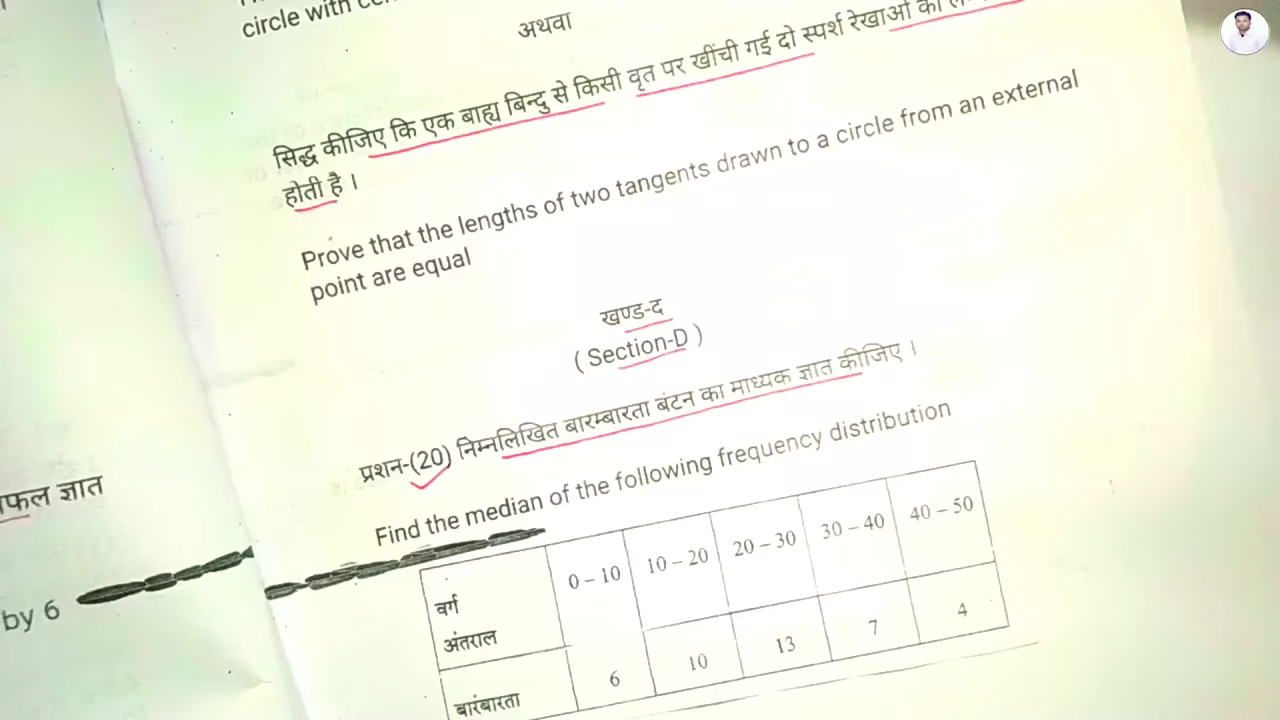 circle with
अथवा
सिद्ध कीजिए कि एक बाह्य बिन्दु से किसी वृत पर खींची गई दो स्पर्श रेखाओं की
होती है ।
Prove that the lengths of two tangents drawn to a circle from an external
point are equal
खण्ड-द
( Section-D )
प्रशन-(20) निम्नलिखित बारम्बारता बंटन का माध्यक ज्ञात कीजिए ।
Find the median of the following frequency distribution
वर्ग अंतराल 0 – 10 10 – 20 20 – 30 30 – 40 40 – 50
बारंबारता 6 10 13 7 4
ज्ञात
by 6